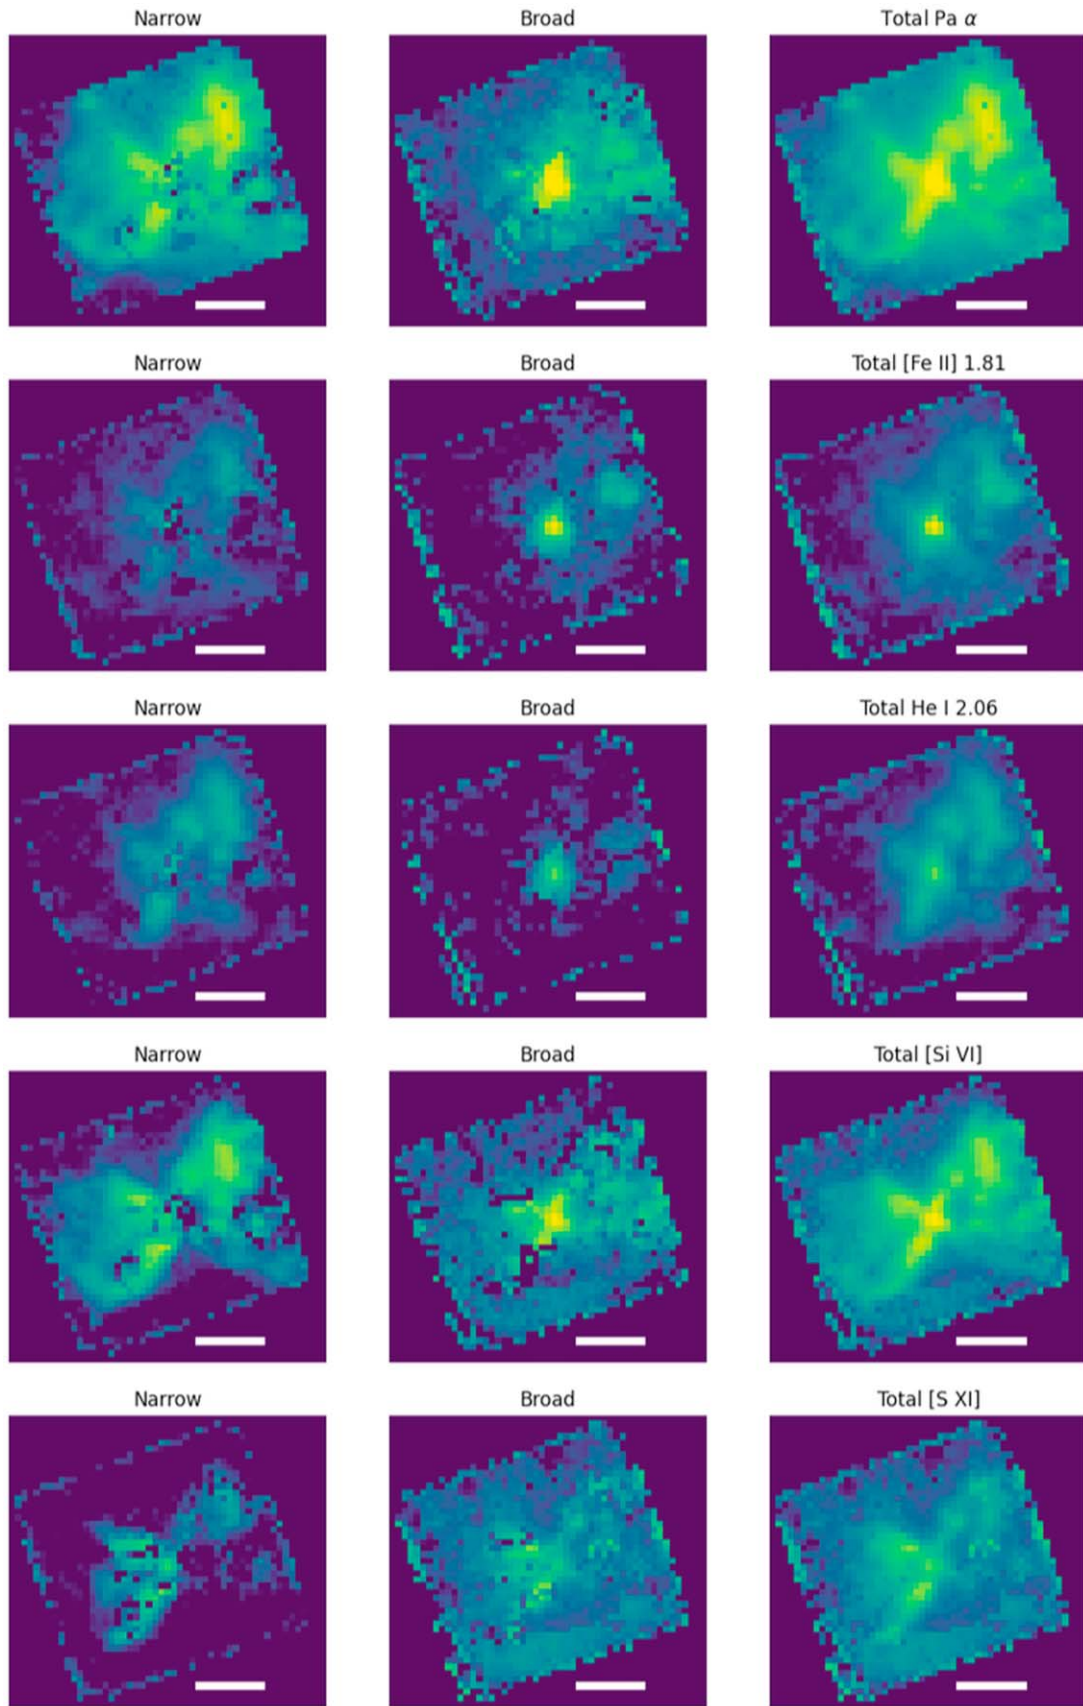 Narrow Broad Total Pa α
Narrow Broad Total [Fe II] 1.81
Narrow Broad Total He I 2.06
Narrow Broad Total [Si VI]
Narrow Broad Total [S XI]